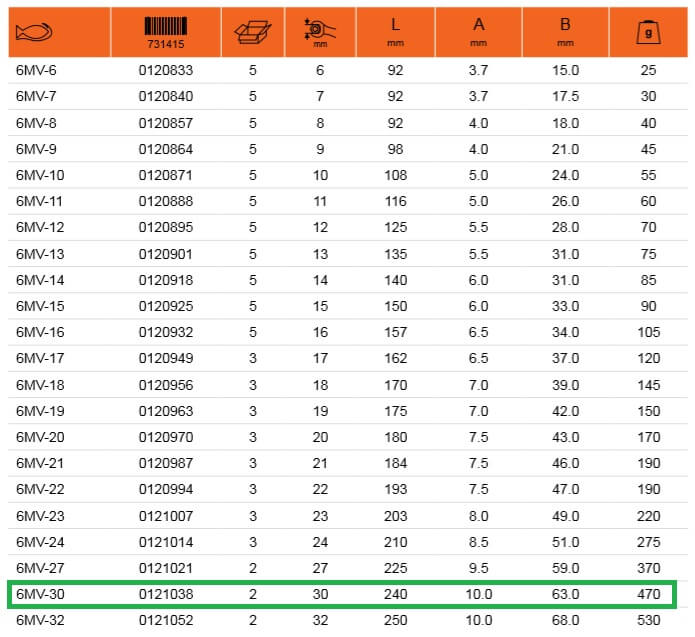 731415 mm L mm A mm B mm g
6MV-6 0120833 5 6 92 3.7 15.0 25
6MV-7 0120840 5 7 92 3.7 17.5 30
6MV-8 0120857 5 8 92 4.0 18.0 40
6MV-9 0120864 5 9 98 4.0 21.0 45
6MV-10 0120871 5 10 108 5.0 24.0 55
6MV-11 0120888 5 11 116 5.0 26.0 60
6MV-12 0120895 5 12 125 5.5 28.0 70
6MV-13 0120901 5 13 135 5.5 31.0 75
6MV-14 0120918 5 14 140 6.0 31.0 85
6MV-15 0120925 5 15 150 6.0 33.0 90
6MV-16 0120932 5 16 157 6.5 34.0 105
6MV-17 0120949 3 17 162 6.5 37.0 120
6MV-18 0120956 3 18 170 7.0 39.0 145
6MV-19 0120963 3 19 175 7.0 42.0 150
6MV-20 0120970 3 20 180 7.5 43.0 170
6MV-21 0120987 3 21 184 7.5 46.0 190
6MV-22 0120994 3 22 193 7.5 47.0 190
6MV-23 0121007 3 23 203 8.0 49.0 220
6MV-24 0121014 3 24 210 8.5 51.0 275
6MV-27 0121021 2 27 225 9.5 59.0 370
6MV-30 0121038 2 30 240 10.0 63.0 470
6MV-32 0121052 2 32 250 10.0 68.0 530